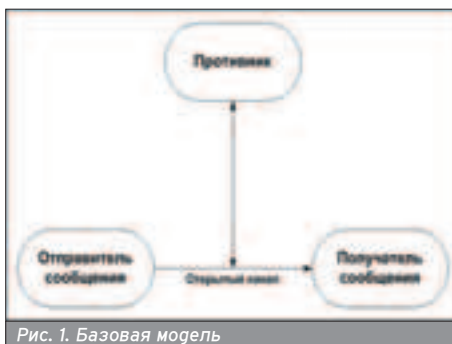 Противник
Отправитель
сообщения
Открытый канал
Получатель
сообщения
Рис. 1. Базовая модель